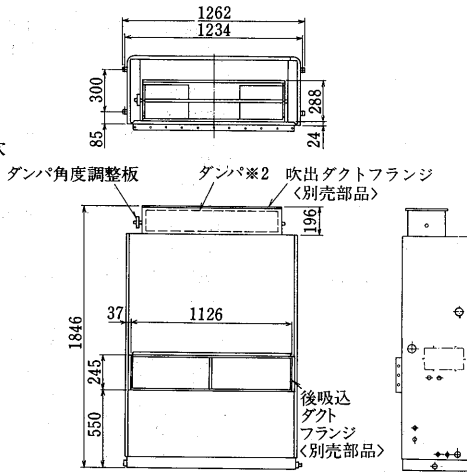 1262
1234
300
85
288
24
ダンパ角度調整板
ダンパ※2
吹出ダクトフランジ
〈別売部品〉
196
1846
37
1126
245
550
後吸込
ダクト
フランジ
〈別売部品〉